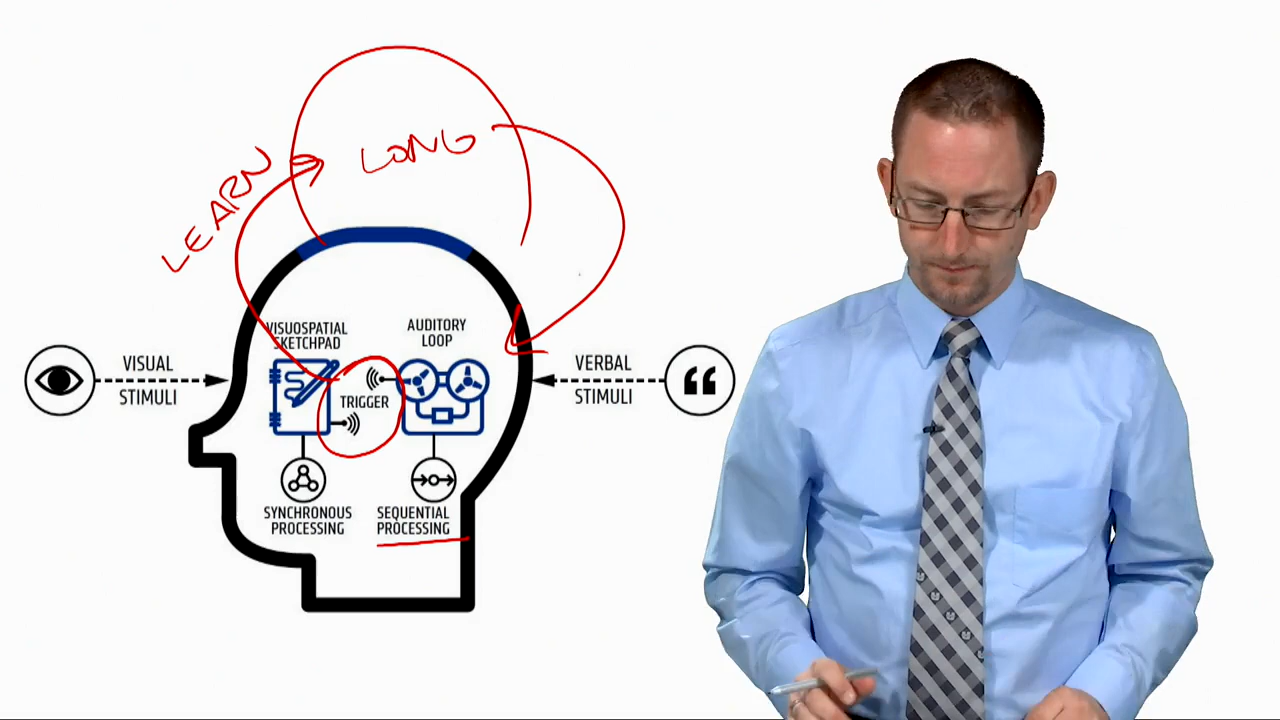 LONG
LEARN
VISUOSPATIAL
SKETCHPAD
AUDITORY
LOOP
VISUAL
STIMULI
TRIGGER
VERBAL
STIMULI
SYNCHRONOUS
PROCESSING
SEQUENTIAL
PROCESSING